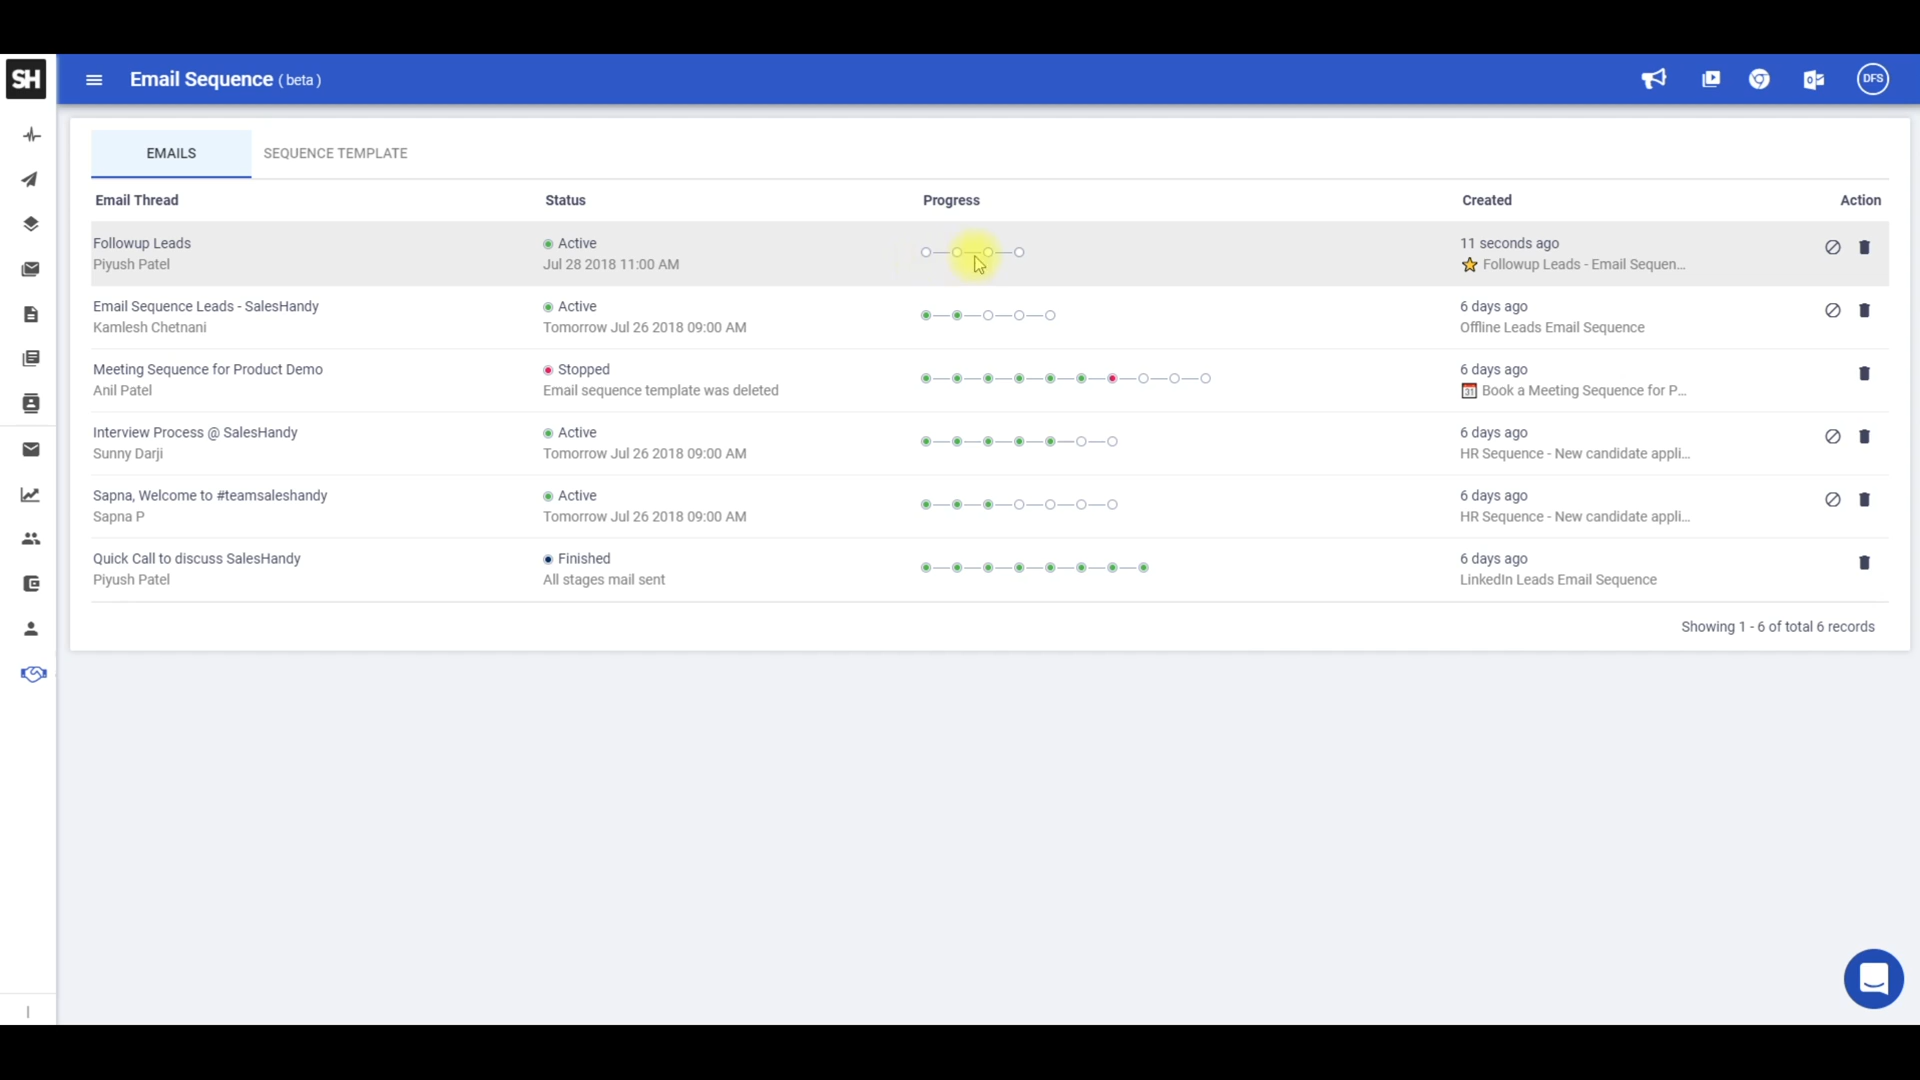 SH
Email Sequence ( beta )
DFS
EMAILS
SEQUENCE TEMPLATE
Email Thread
Status
Progress
Created
Action
Followup Leads
Piyush Patel
Active
Jul 28 2018 11:00 AM
11 seconds ago
⭐ Followup Leads - Email Sequen...
Email Sequence Leads - SalesHandy
Kamlesh Chetnani
Active
Tomorrow Jul 26 2018 09:00 AM
6 days ago
Offline Leads Email Sequence
Meeting Sequence for Product Demo
Anil Patel
Stopped
Email sequence template was deleted
6 days ago
📅 Book a Meeting Sequence for P...
Interview Process @ SalesHandy
Sunny Darji
Active
Tomorrow Jul 26 2018 09:00 AM
6 days ago
HR Sequence - New candidate appli...
Sapna, Welcome to #teamsaleshandy
Sapna P
Active
Tomorrow Jul 26 2018 09:00 AM
6 days ago
HR Sequence - New candidate appli...
Quick Call to discuss SalesHandy
Piyush Patel
Finished
All stages mail sent
6 days ago
LinkedIn Leads Email Sequence
Showing 1 - 6 of total 6 records